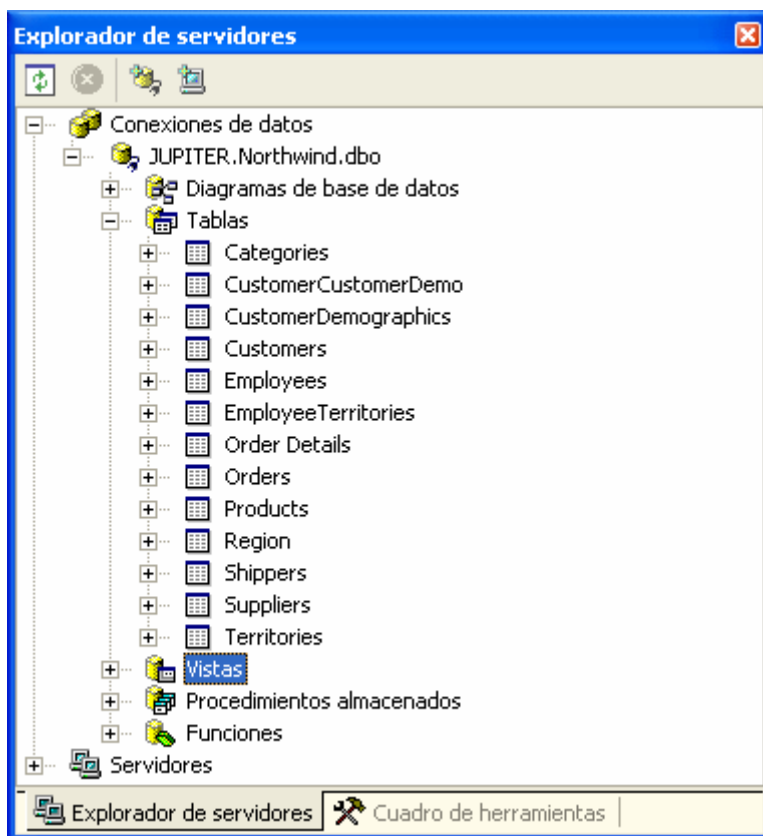 Explorador de servidores
Conexiones de datos
JUPITER.Northwind.dbo
Diagramas de base de datos
Tablas
Categories
CustomerCustomerDemo
CustomerDemographics
Customers
Employees
EmployeeTerritories
Order Details
Orders
Products
Region
Shippers
Suppliers
Territories
Vistas
Procedimientos almacenados
Funciones
Servidores
Explorador de servidores Cuadro de herramientas